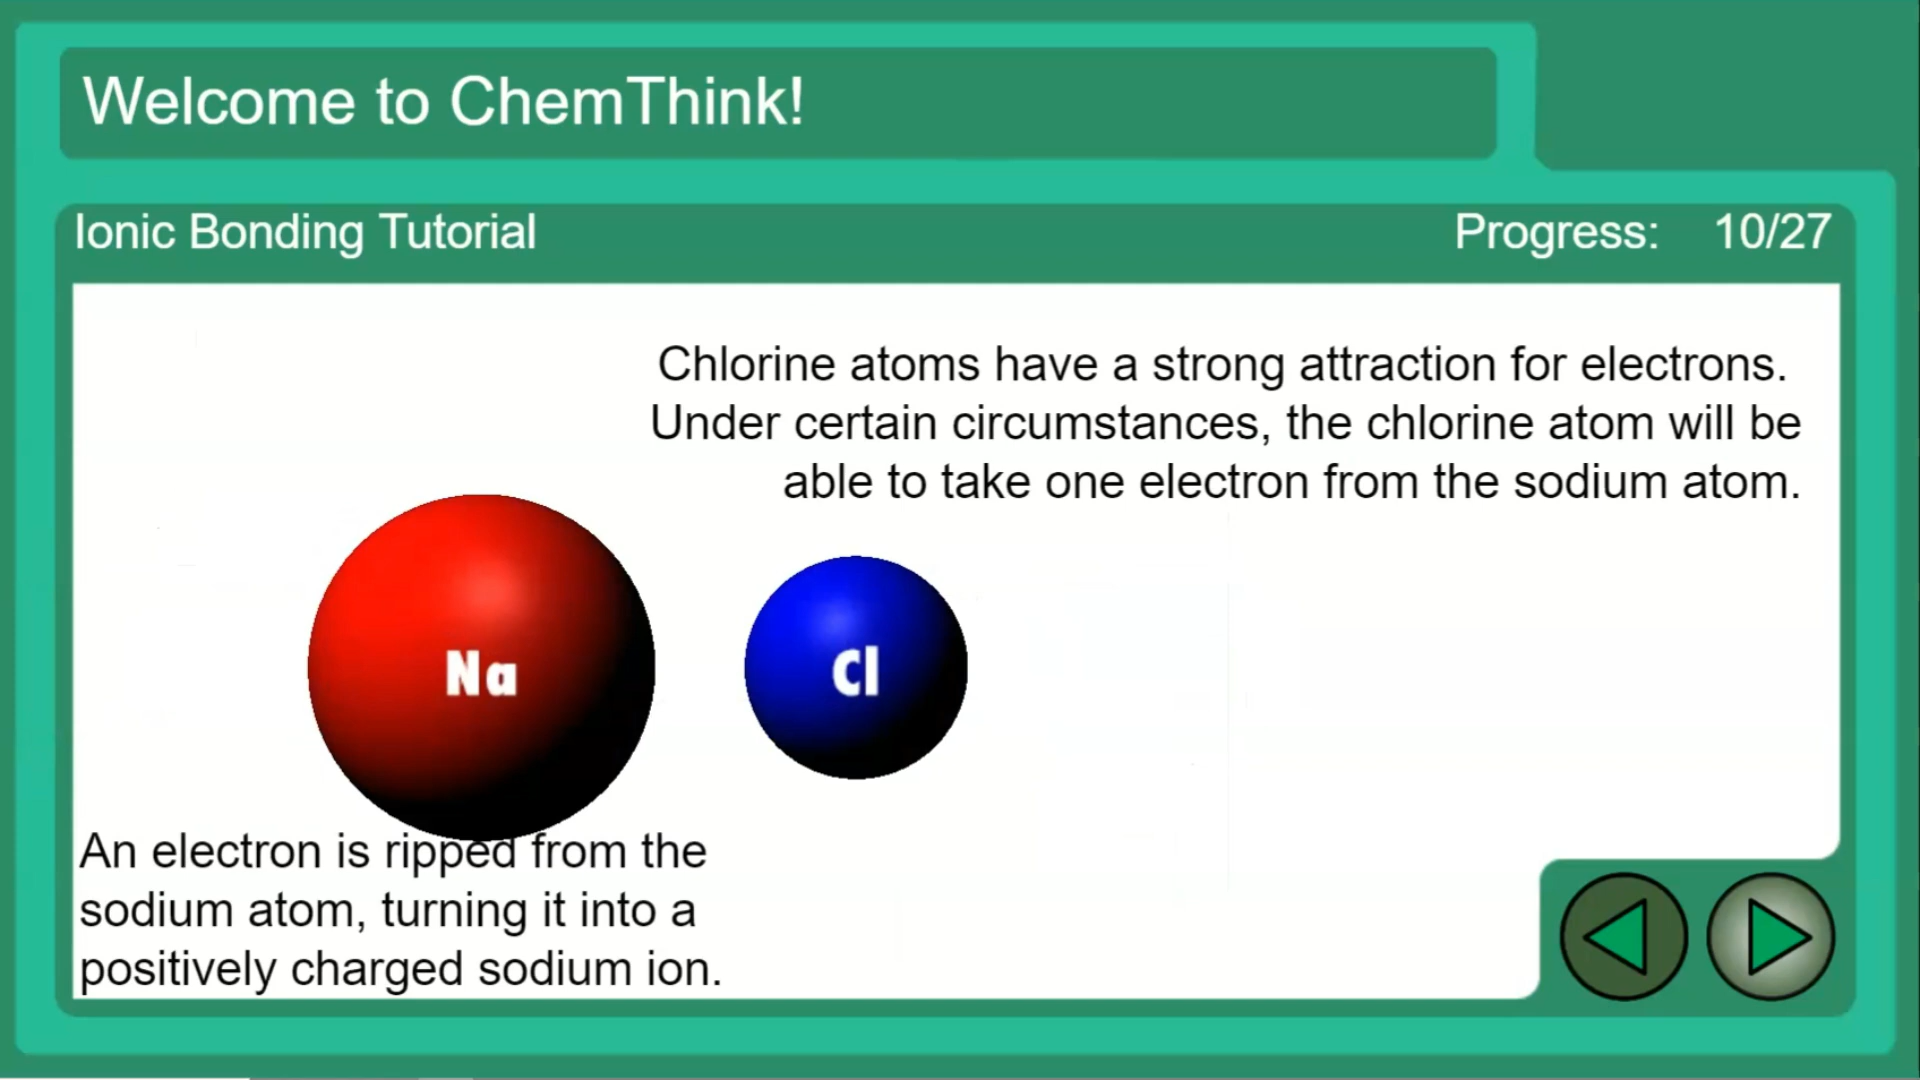 Welcome to ChemThink!
Ionic Bonding Tutorial
Progress: 10/27
Chlorine atoms have a strong attraction for electrons.
Under certain circumstances, the chlorine atom will be
able to take one electron from the sodium atom.
Na
Cl
An electron is ripped from the
sodium atom, turning it into a
positively charged sodium ion.